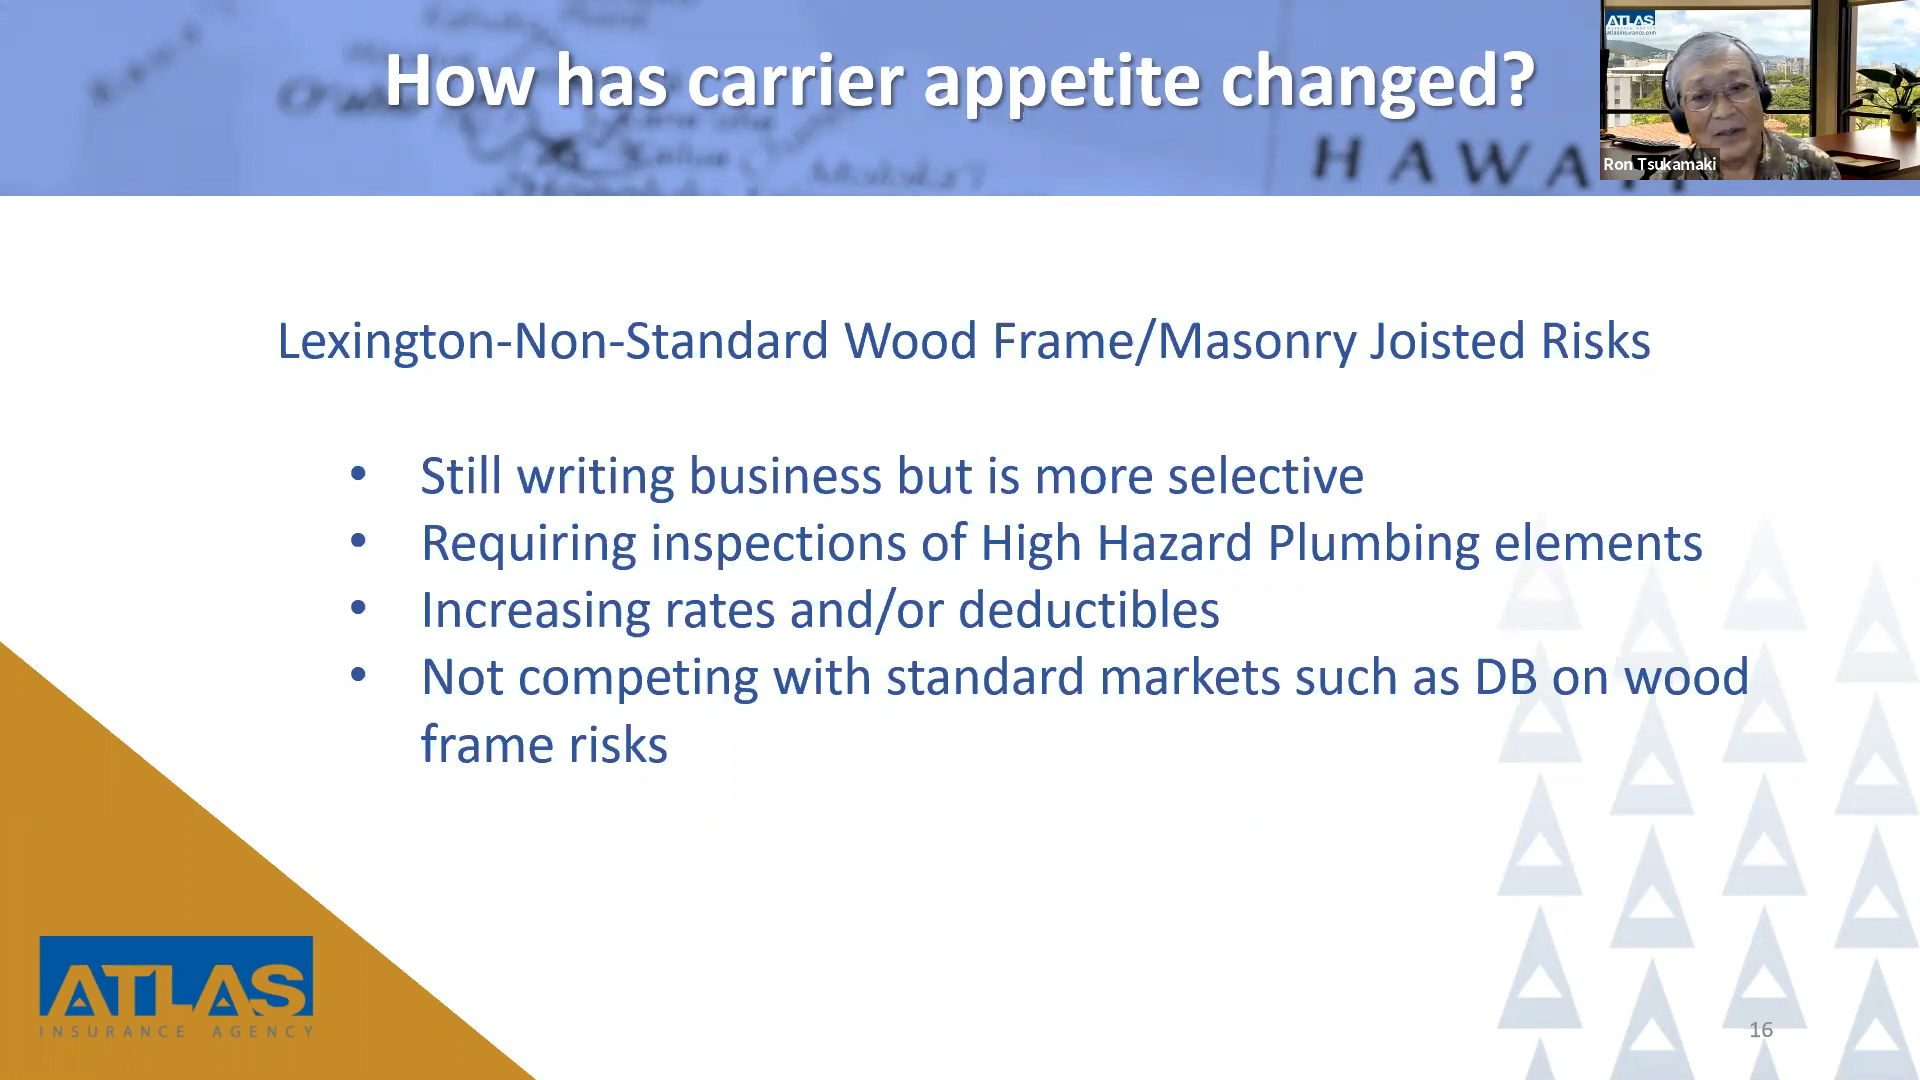 How has carrier appetite changed?
HAWAI
ATLAS
atlasinsurance.com
Ron Tsukamaki
Lexington-Non-Standard Wood Frame/Masonry Joisted Risks
• Still writing business but is more selective
• Requiring inspections of High Hazard Plumbing elements
• Increasing rates and/or deductibles
• Not competing with standard markets such as DB on wood
frame risks
ATLAS
INSURANCE AGENCY
16